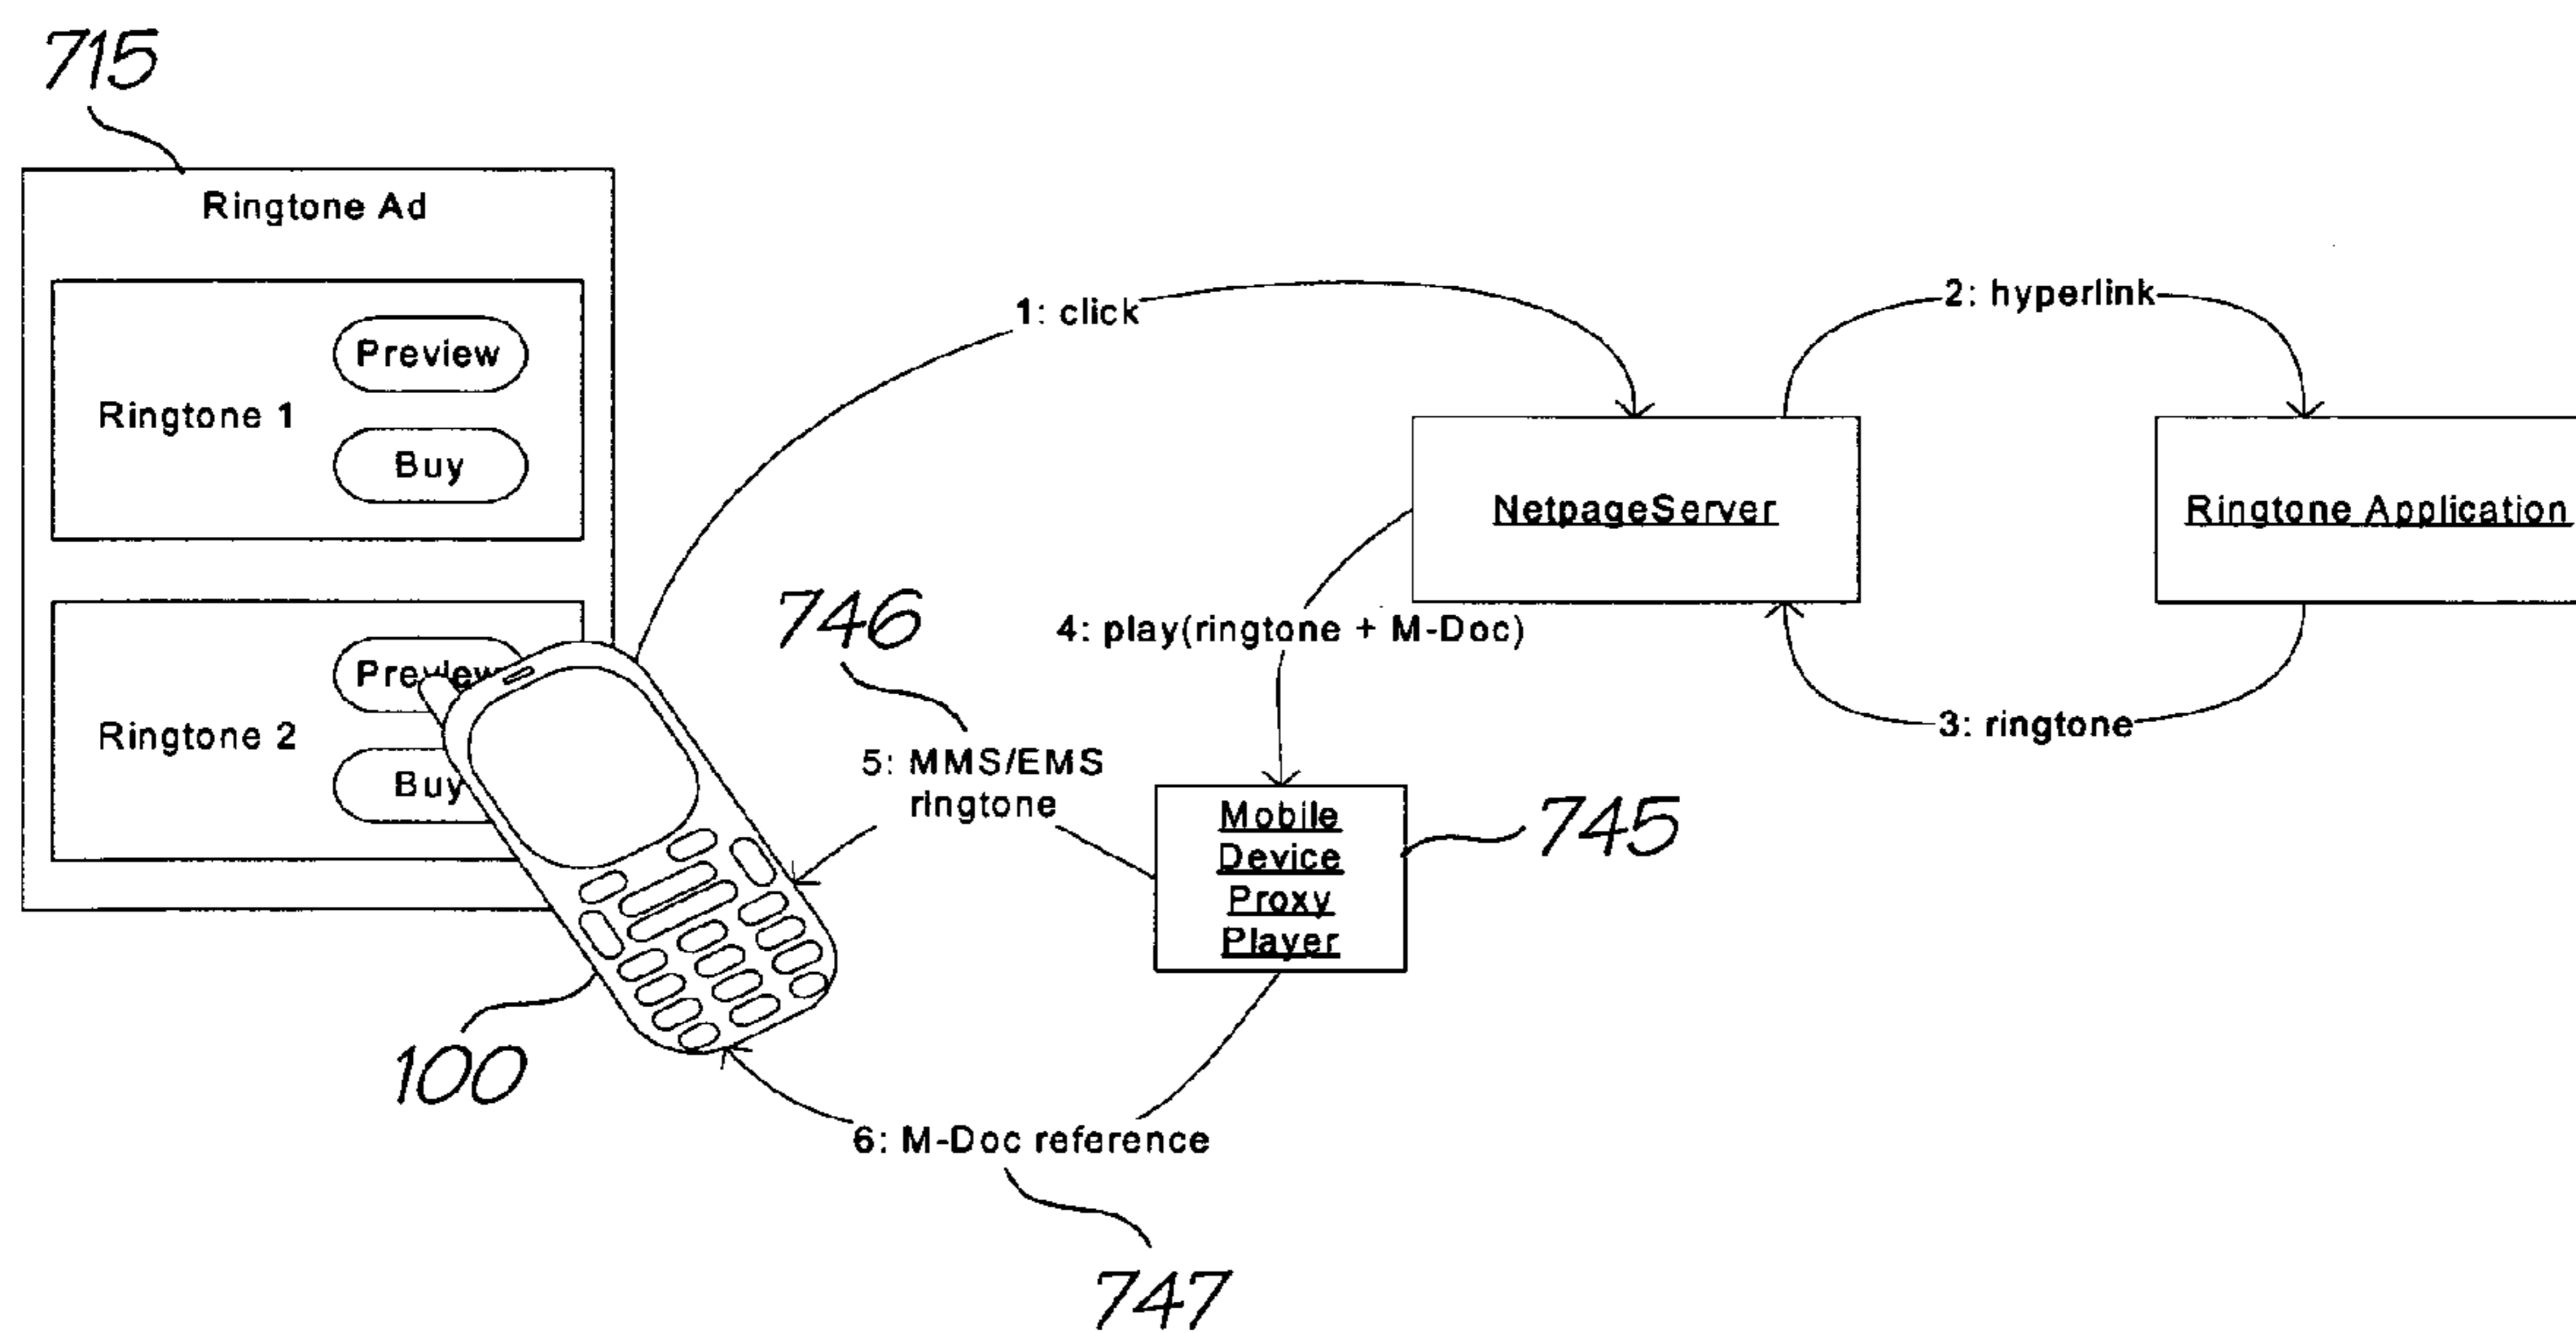 715
Ringtone Ad
Ringtone 1
Preview
Buy
Ringtone 2
Preview
Buy
100
1: click
2: hyperlink
NetpageServer
Ringtone Application
3: ringtone
4: play(ringtone + M-Doc)
746
5: MMS/EMS
ringtone
Mobile
Device
Proxy
Player
745
6: M-Doc reference
747